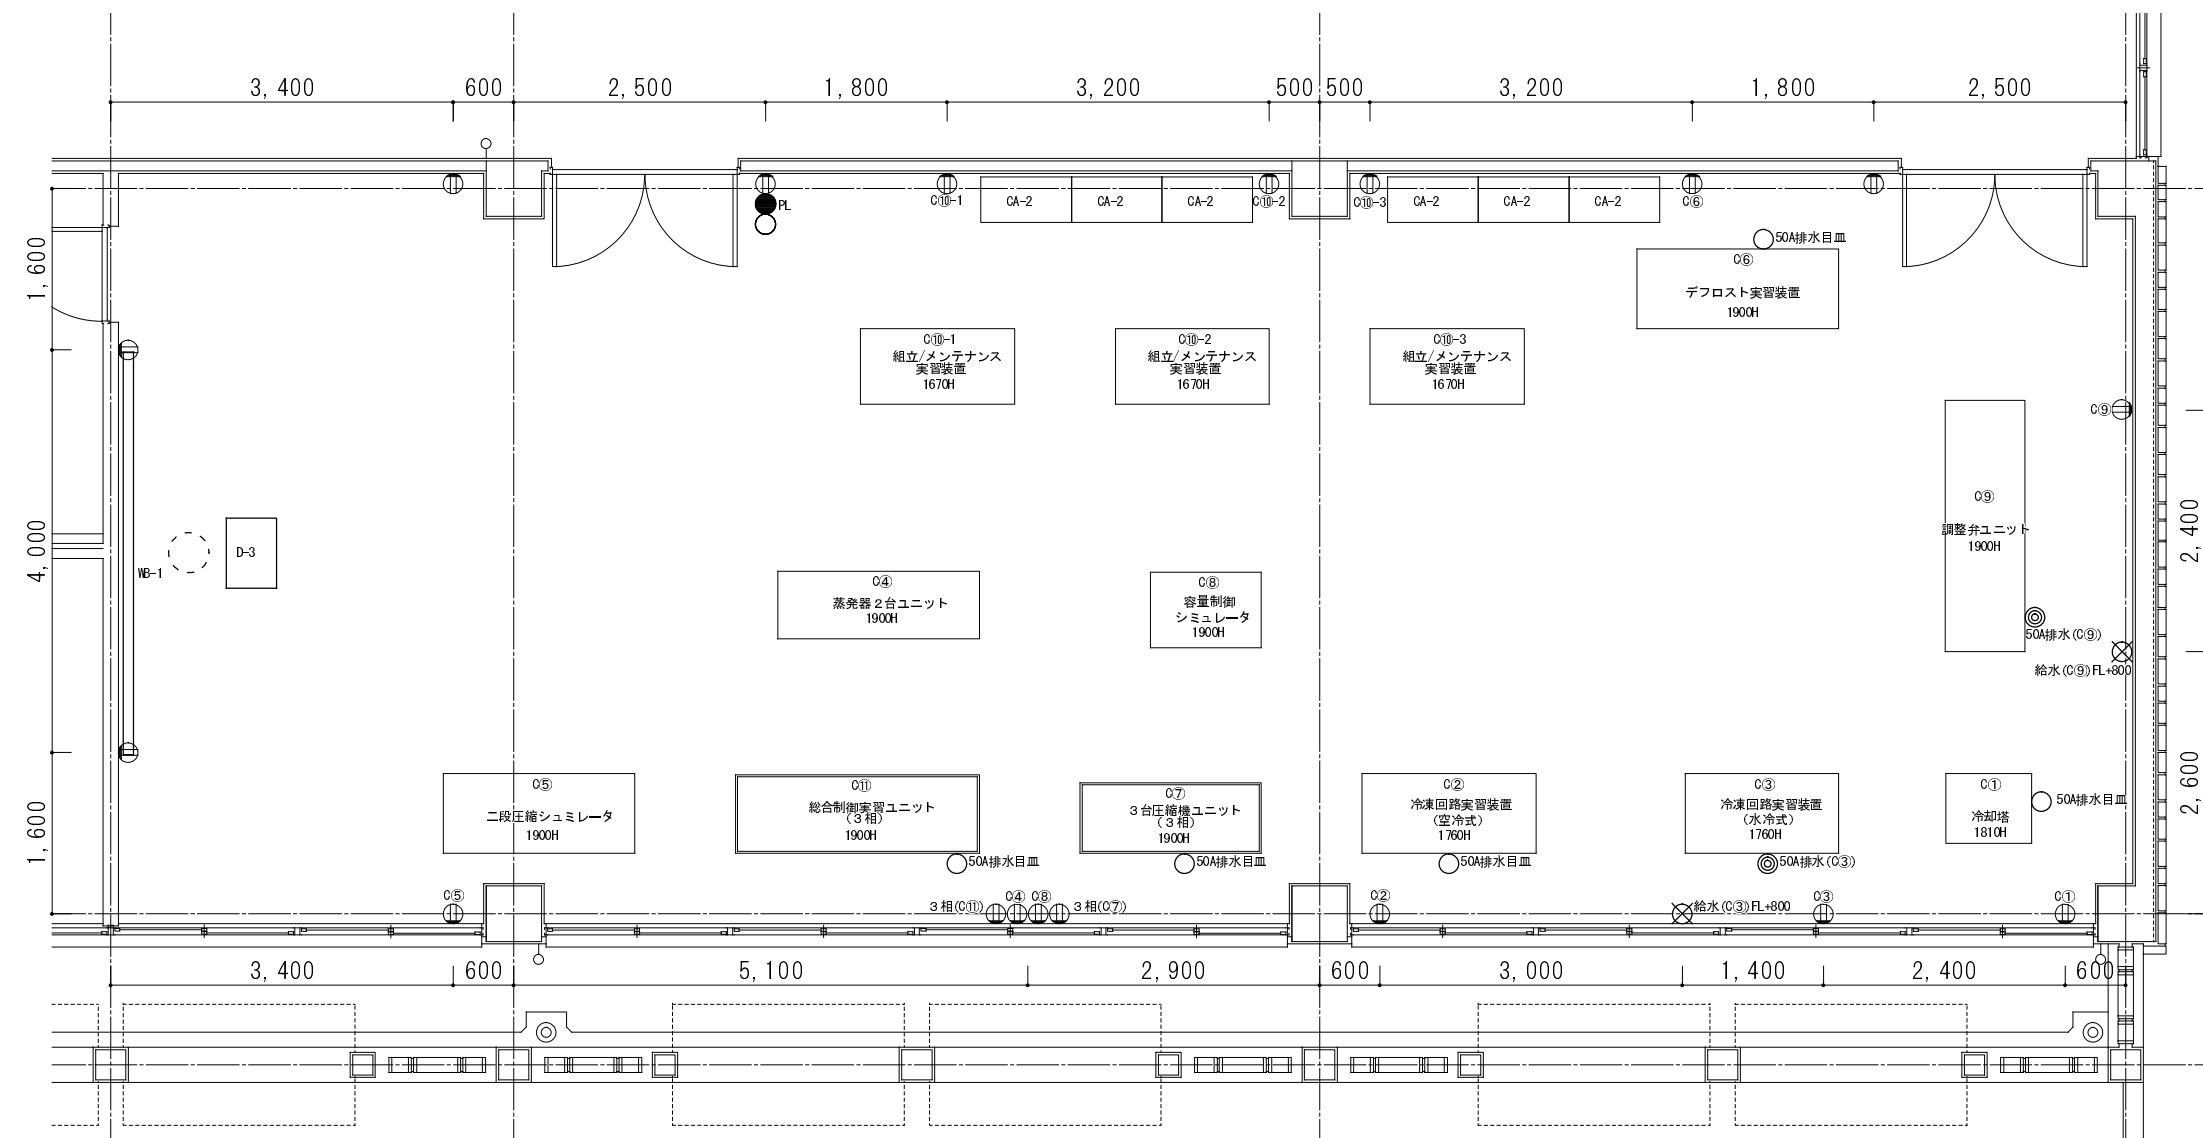 3,400 600 2,500 1,800 3,200 500 500 3,200 1,800 2,500
PL
C⑩-1
CA-2 CA-2 CA-2
C⑩-2
C⑩-3
CA-2 CA-2 CA-2
C⑥
50A排水目皿
C⑥
デフロスト実習装置
1900H
1,600
C⑩-1
組立/メンテナンス
実習装置
1670H
C⑩-2
組立/メンテナンス
実習装置
1670H
C⑩-3
組立/メンテナンス
実習装置
1670H
C⑨
C⑨
調整弁ユニット
1900H
2,400
4,000
WB-1
D-3
C④
蒸発器2台ユニット
1900H
C⑧
容量制御
シミュレータ
1900H
50A排水(C⑨)
給水(C⑨)FL+800
C⑤
二段圧縮シュミレータ
1900H
C⑪
総合制御実習ユニット
(3相)
1900H
C⑦
3台圧縮機ユニット
(3相)
1900H
C②
冷凍回路実習装置
(空冷式)
1760H
C③
冷凍回路実習装置
(水冷式)
1760H
C①
冷却塔
1810H
50A排水目皿
2,600
1,600
50A排水目皿
50A排水目皿
50A排水目皿
50A排水(C③)
C⑤
3相(C⑪)
C④
C⑧
3相(C⑦)
C②
給水(C③)FL+800
C③
C①
3,400 600 5,100 2,900 600 3,000 1,400 2,400 600